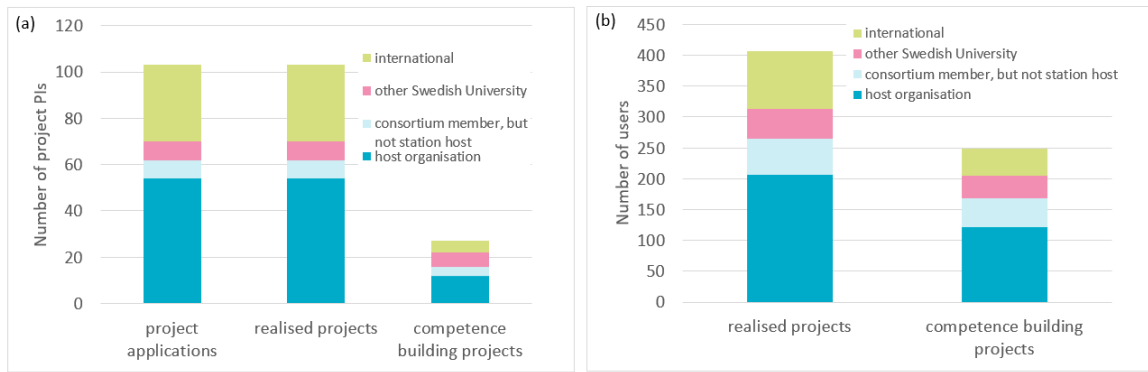 (a)
120
100
80
60
40
20
0
Number of project PIs
international
other Swedish University
consortium member, but
not station host
host organisation
project
applications
realised projects
competence
building projects
(b)
450
400
350
300
250
200
150
100
50
0
Number of users
international
other Swedish University
consortium member, but not station host
host organisation
realised projects
competence building
projects